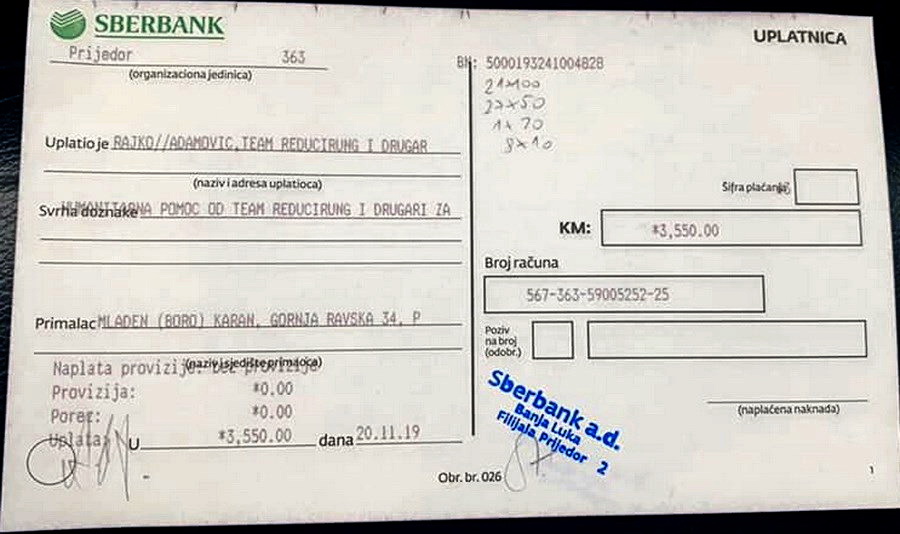 SBERBANK
UPLATNICA
Prijedor 363
(organizaciona jedinica)
BN: 5000193241004828
21x100
27x50
1x20
8x10
Uplatio je RAJKO//ADAMOVIC,TEAM REDUCIRUNG I DRUGAR
(naziv i adresa uplatioca)
Šifra plaćanja
Svrha doznake HUMANITARNA POMOC OD TEAM REDUCIRUNG I DRUGARI ZA
KM: *3,550.00
Broj računa
567-363-59005252-25
Primalac MLADEN (BORO) KARAN, GORNJA RAVSKA 34, P
Poziv
na broj
(odobr.)
(naziv i sjedište primaoca)
Naplata provizije: bez provizije
Provizija: *0.00
Porez: *0.00
Uplata: *3,550.00
U dana 20.11.19
(naplaćena naknada)
Sberbank a.d.
Banja Luka
Filijala Prijedor 2
Obr. br. 026
1